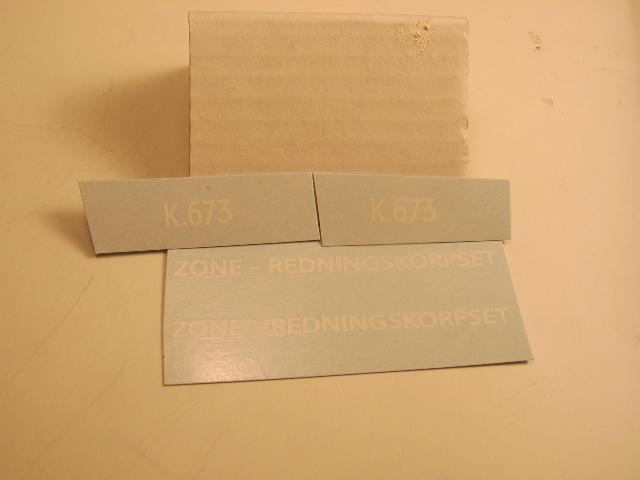 K.673 K.673
ZONE - REDNINGSKORPSET
ZONE - REDNINGSKORPSET